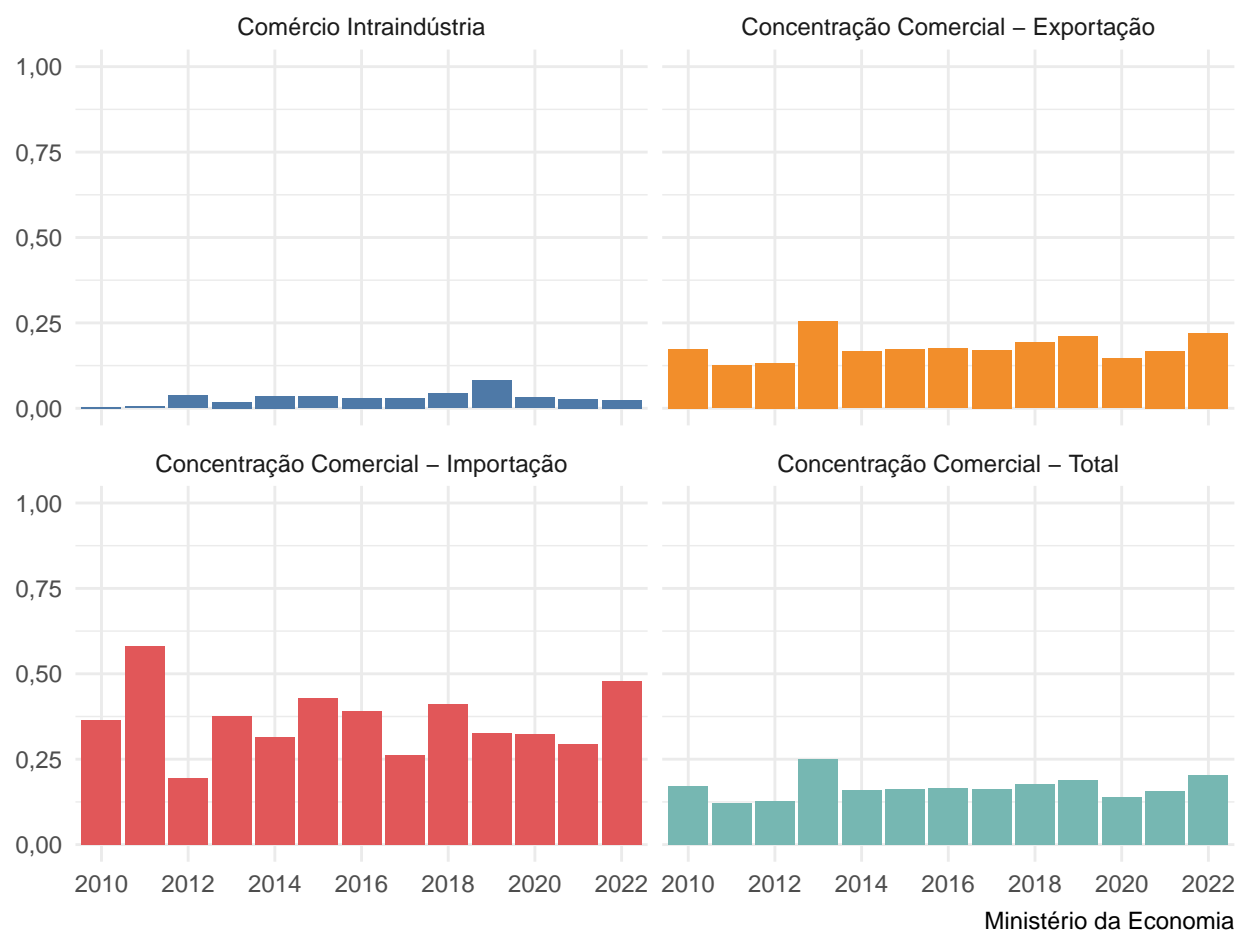 Comércio Intraindústria
Concentração Comercial – Exportação
1,00
0,75
0,50
0,25
0,00
Concentração Comercial – Importação
Concentração Comercial – Total
1,00
0,75
0,50
0,25
0,00
2010 2012 2014 2016 2018 2020 2022
2010 2012 2014 2016 2018 2020 2022
Ministério da Economia